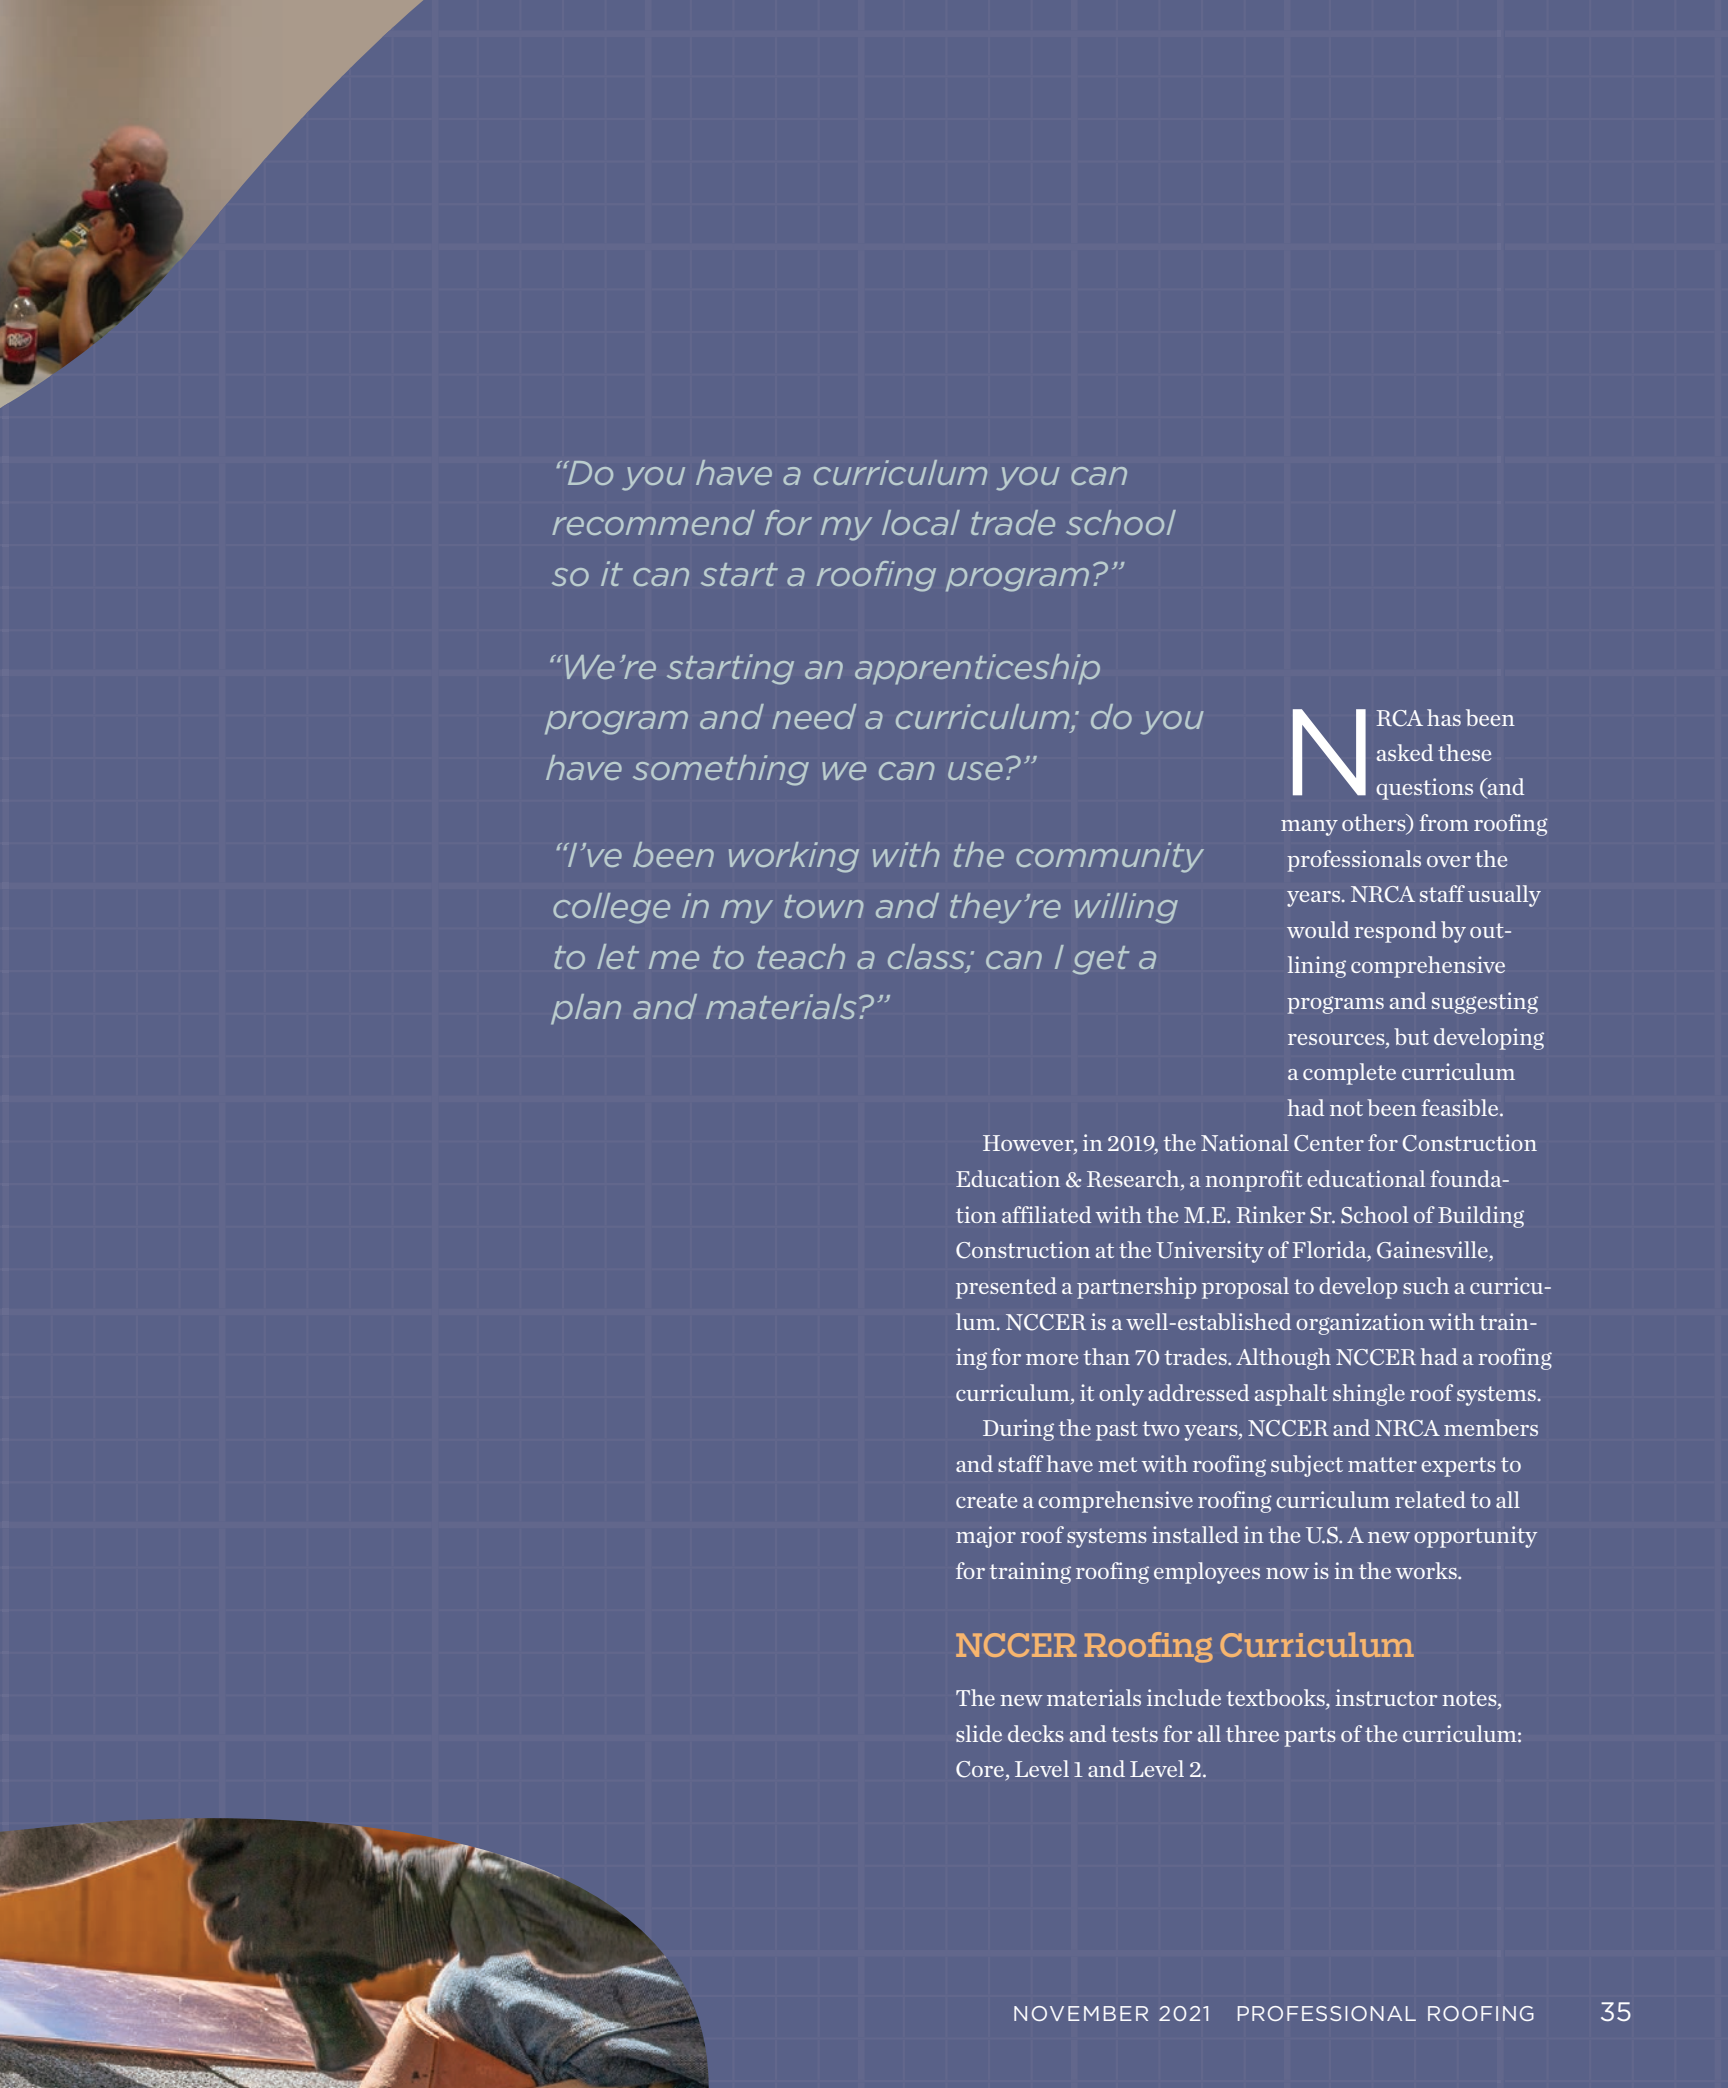 “Do you have a curriculum you can
recommend for my local trade school
so it can start a roofing program?”
“We’re starting an apprenticeship
program and need a curriculum; do you
have something we can use?”
“I’ve been working with the community
college in my town and they’re willing
to let me to teach a class; can I get a
plan and materials?”
NRCA has been
asked these
questions (and
many others) from roofing
professionals over the
years. NRCA staff usually
would respond by out-
lining comprehensive
programs and suggesting
resources, but developing
a complete curriculum
had not been feasible.
However, in 2019, the National Center for Construction
Education & Research, a nonprofit educational founda-
tion affiliated with the M.E. Rinker Sr. School of Building
Construction at the University of Florida, Gainesville,
presented a partnership proposal to develop such a curricu-
lum. NCCER is a well-established organization with train-
ing for more than 70 trades. Although NCCER had a roofing
curriculum, it only addressed asphalt shingle roof systems.
During the past two years, NCCER and NRCA members
and staff have met with roofing subject matter experts to
create a comprehensive roofing curriculum related to all
major roof systems installed in the U.S. A new opportunity
for training roofing employees now is in the works.
NCCER Roofing Curriculum
The new materials include textbooks, instructor notes,
slide decks and tests for all three parts of the curriculum:
Core, Level 1 and Level 2.
NOVEMBER 2021 PROFESSIONAL ROOFING 35